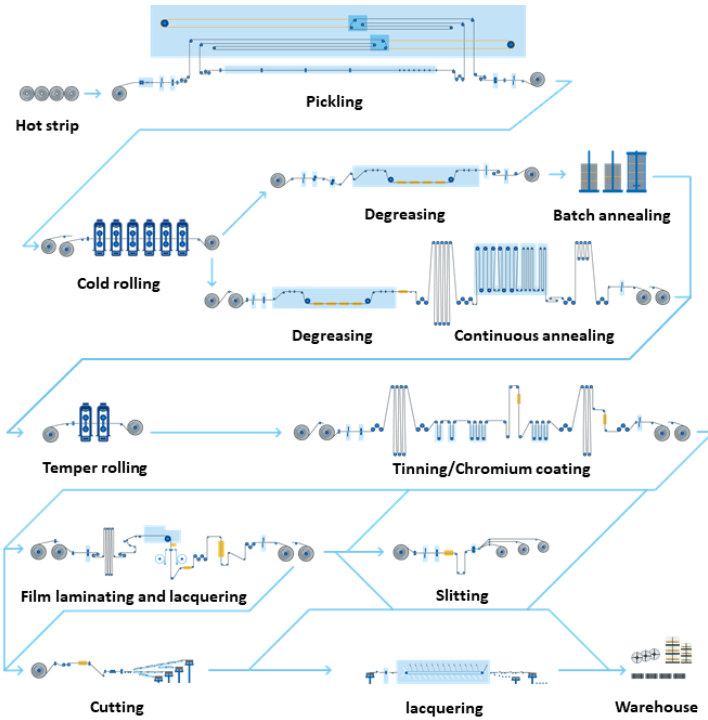 Pickling
Hot strip
Degreasing
Batch annealing
Cold rolling
Degreasing
Continuous annealing
Temper rolling
Tinning/Chromium coating
Film laminating and lacquering
Slitting
Cutting
lacquering
Warehouse